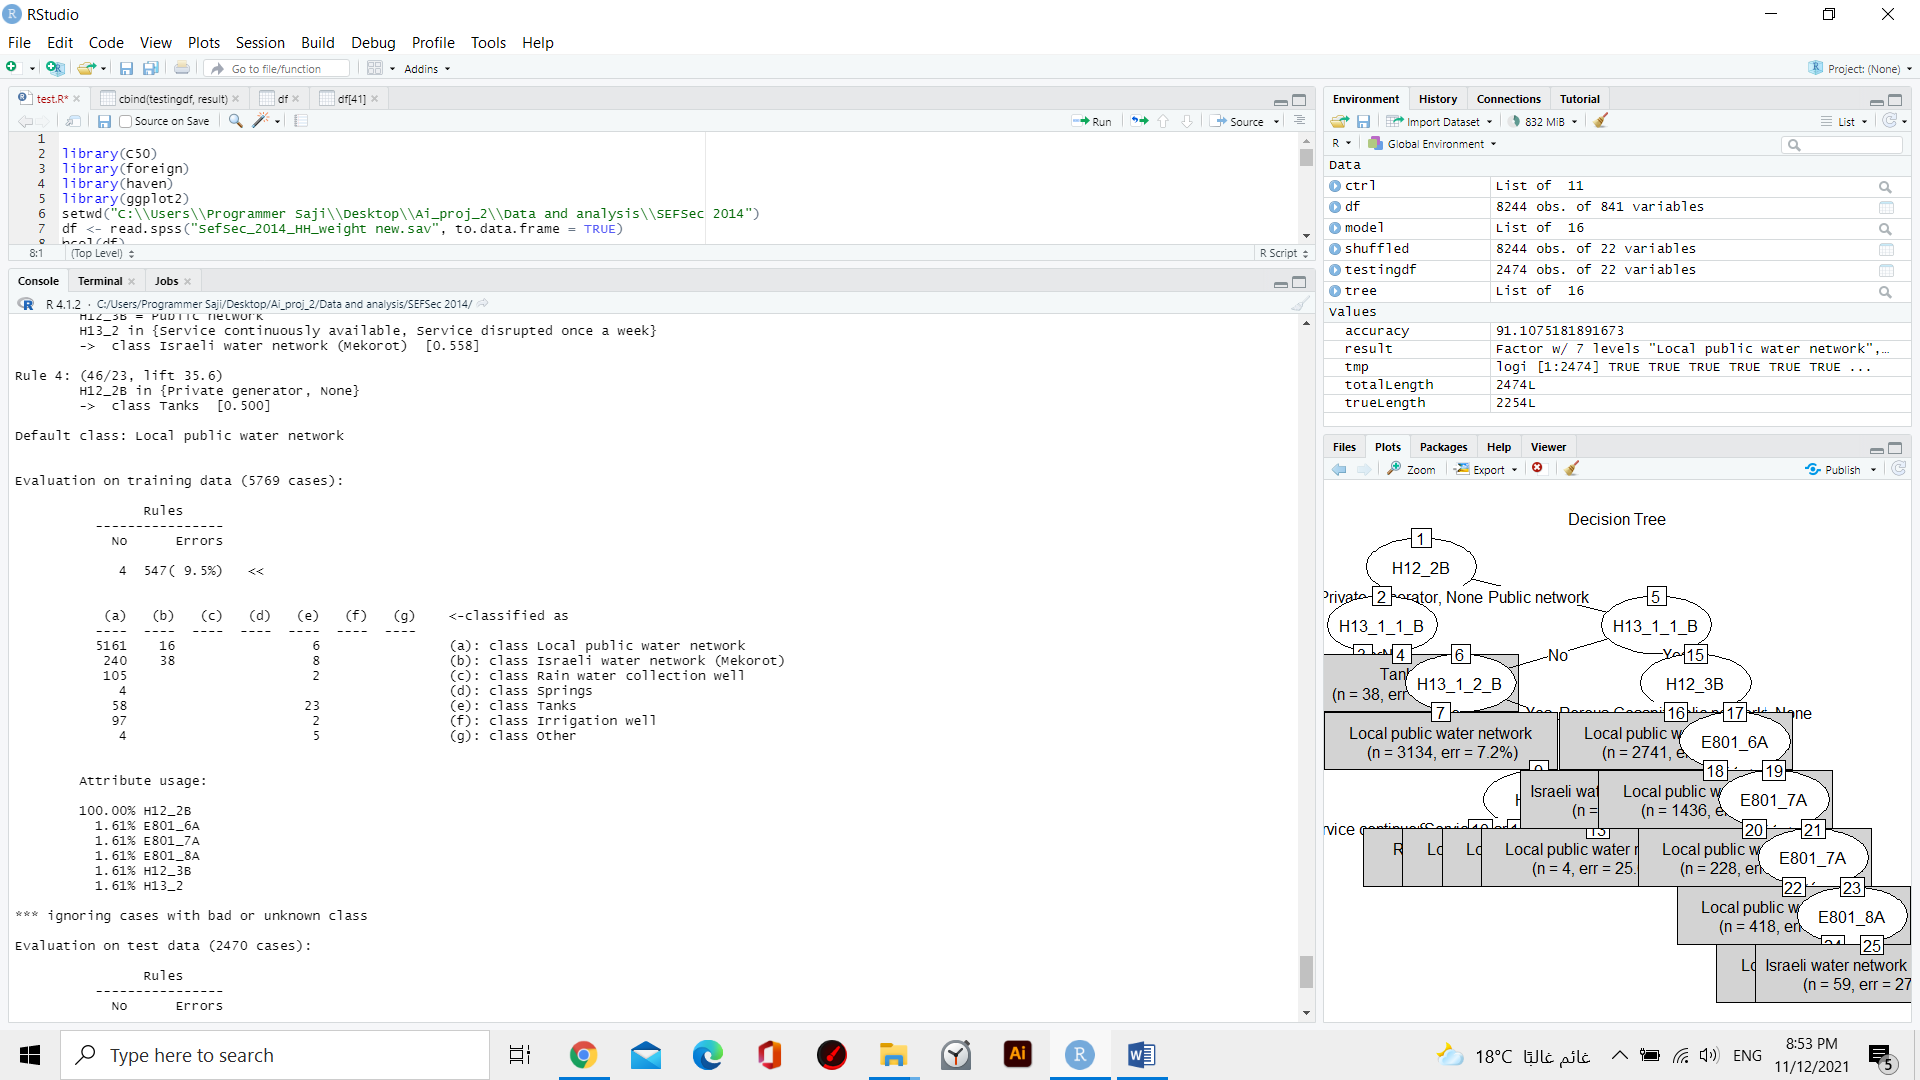 RStudio
File Edit Code View Plots Session Build Debug Profile Tools Help
Go to file/function Addins Project: (None)
test.R* cbind(testingdf, result) df df[41]
Source on Save Run Source
1
2 library(C50)
3 library(foreign)
4 library(haven)
5 library(ggplot2)
6 setwd("C:\\Users\\Programmer Saji\\Desktop\\Ai_proj_2\\Data and analysis\\SEFSec 2014")
7 df <- read.spss("SefSec_2014_HH_weight new.sav", to.data.frame = TRUE)
8 ncol(df)
8:1 (Top Level) R Script
Console Terminal Jobs
R 4.1.2 · C:/Users/Programmer Saji/Desktop/Ai_proj_2/Data and analysis/SEFSec 2014/
H12_3B = Public network
H13_2 in {Service continuously available, Service disrupted once a week}
-> class Israeli water network (Mekorot) [0.558]
Rule 4: (46/23, lift 35.6)
H12_2B in {Private generator, None}
-> class Tanks [0.500]
Default class: Local public water network
Evaluation on training data (5769 cases):
Rules
----------------
No Errors
4 547( 9.5%) <<
(a) (b) (c) (d) (e) (f) (g) <-classified as
---- ---- ---- ---- ---- ---- ----
5161 16 6 (a): class Local public water network
240 38 8 (b): class Israeli water network (Mekorot)
105 2 (c): class Rain water collection well
4 (d): class Springs
58 23 (e): class Tanks
97 2 (f): class Irrigation well
4 5 (g): class Other
Attribute usage:
100.00% H12_2B
1.61% E801_6A
1.61% E801_7A
1.61% E801_8A
1.61% H12_3B
1.61% H13_2
*** ignoring cases with bad or unknown class
Evaluation on test data (2470 cases):
Rules
----------------
No Errors
Environment History Connections Tutorial
Import Dataset 832 MiB List
R Global Environment
Data
ctrl List of 11
df 8244 obs. of 841 variables
model List of 16
shuffled 8244 obs. of 22 variables
testingdf 2474 obs. of 22 variables
tree List of 16
Values
accuracy 91.1075181891673
result Factor w/ 7 levels "Local public water network",…
tmp logi [1:2474] TRUE TRUE TRUE TRUE TRUE TRUE ...
totalLength 2474L
trueLength 2254L
Files Plots Packages Help Viewer
Zoom Export Publish
Decision Tree
1
H12_2B
2 , None Public network 5
H13_1_1_B H13_1_1_B
4 6 No 15
Tan H13_1_2_B H12_3B
(n = 38, err
7 16 17 None
Local public water network Local public w E801_6A
(n = 3134, err = 7.2%) (n = 2741, e
18 19
Israeli wat Local public w E801_7A
(n = (n = 1436, e
20 21
R Lc Lc Local public water r Local public w E801_7A
(n = 4, err = 25. (n = 228, en
22 23
Local public w E801_8A
(n = 418, err
24 25
Lc Israeli water network
(n = 59, err = 27
Type here to search Ai R W 18°C غائم غالبًا ENG 8:53 PM
11/12/2021 5